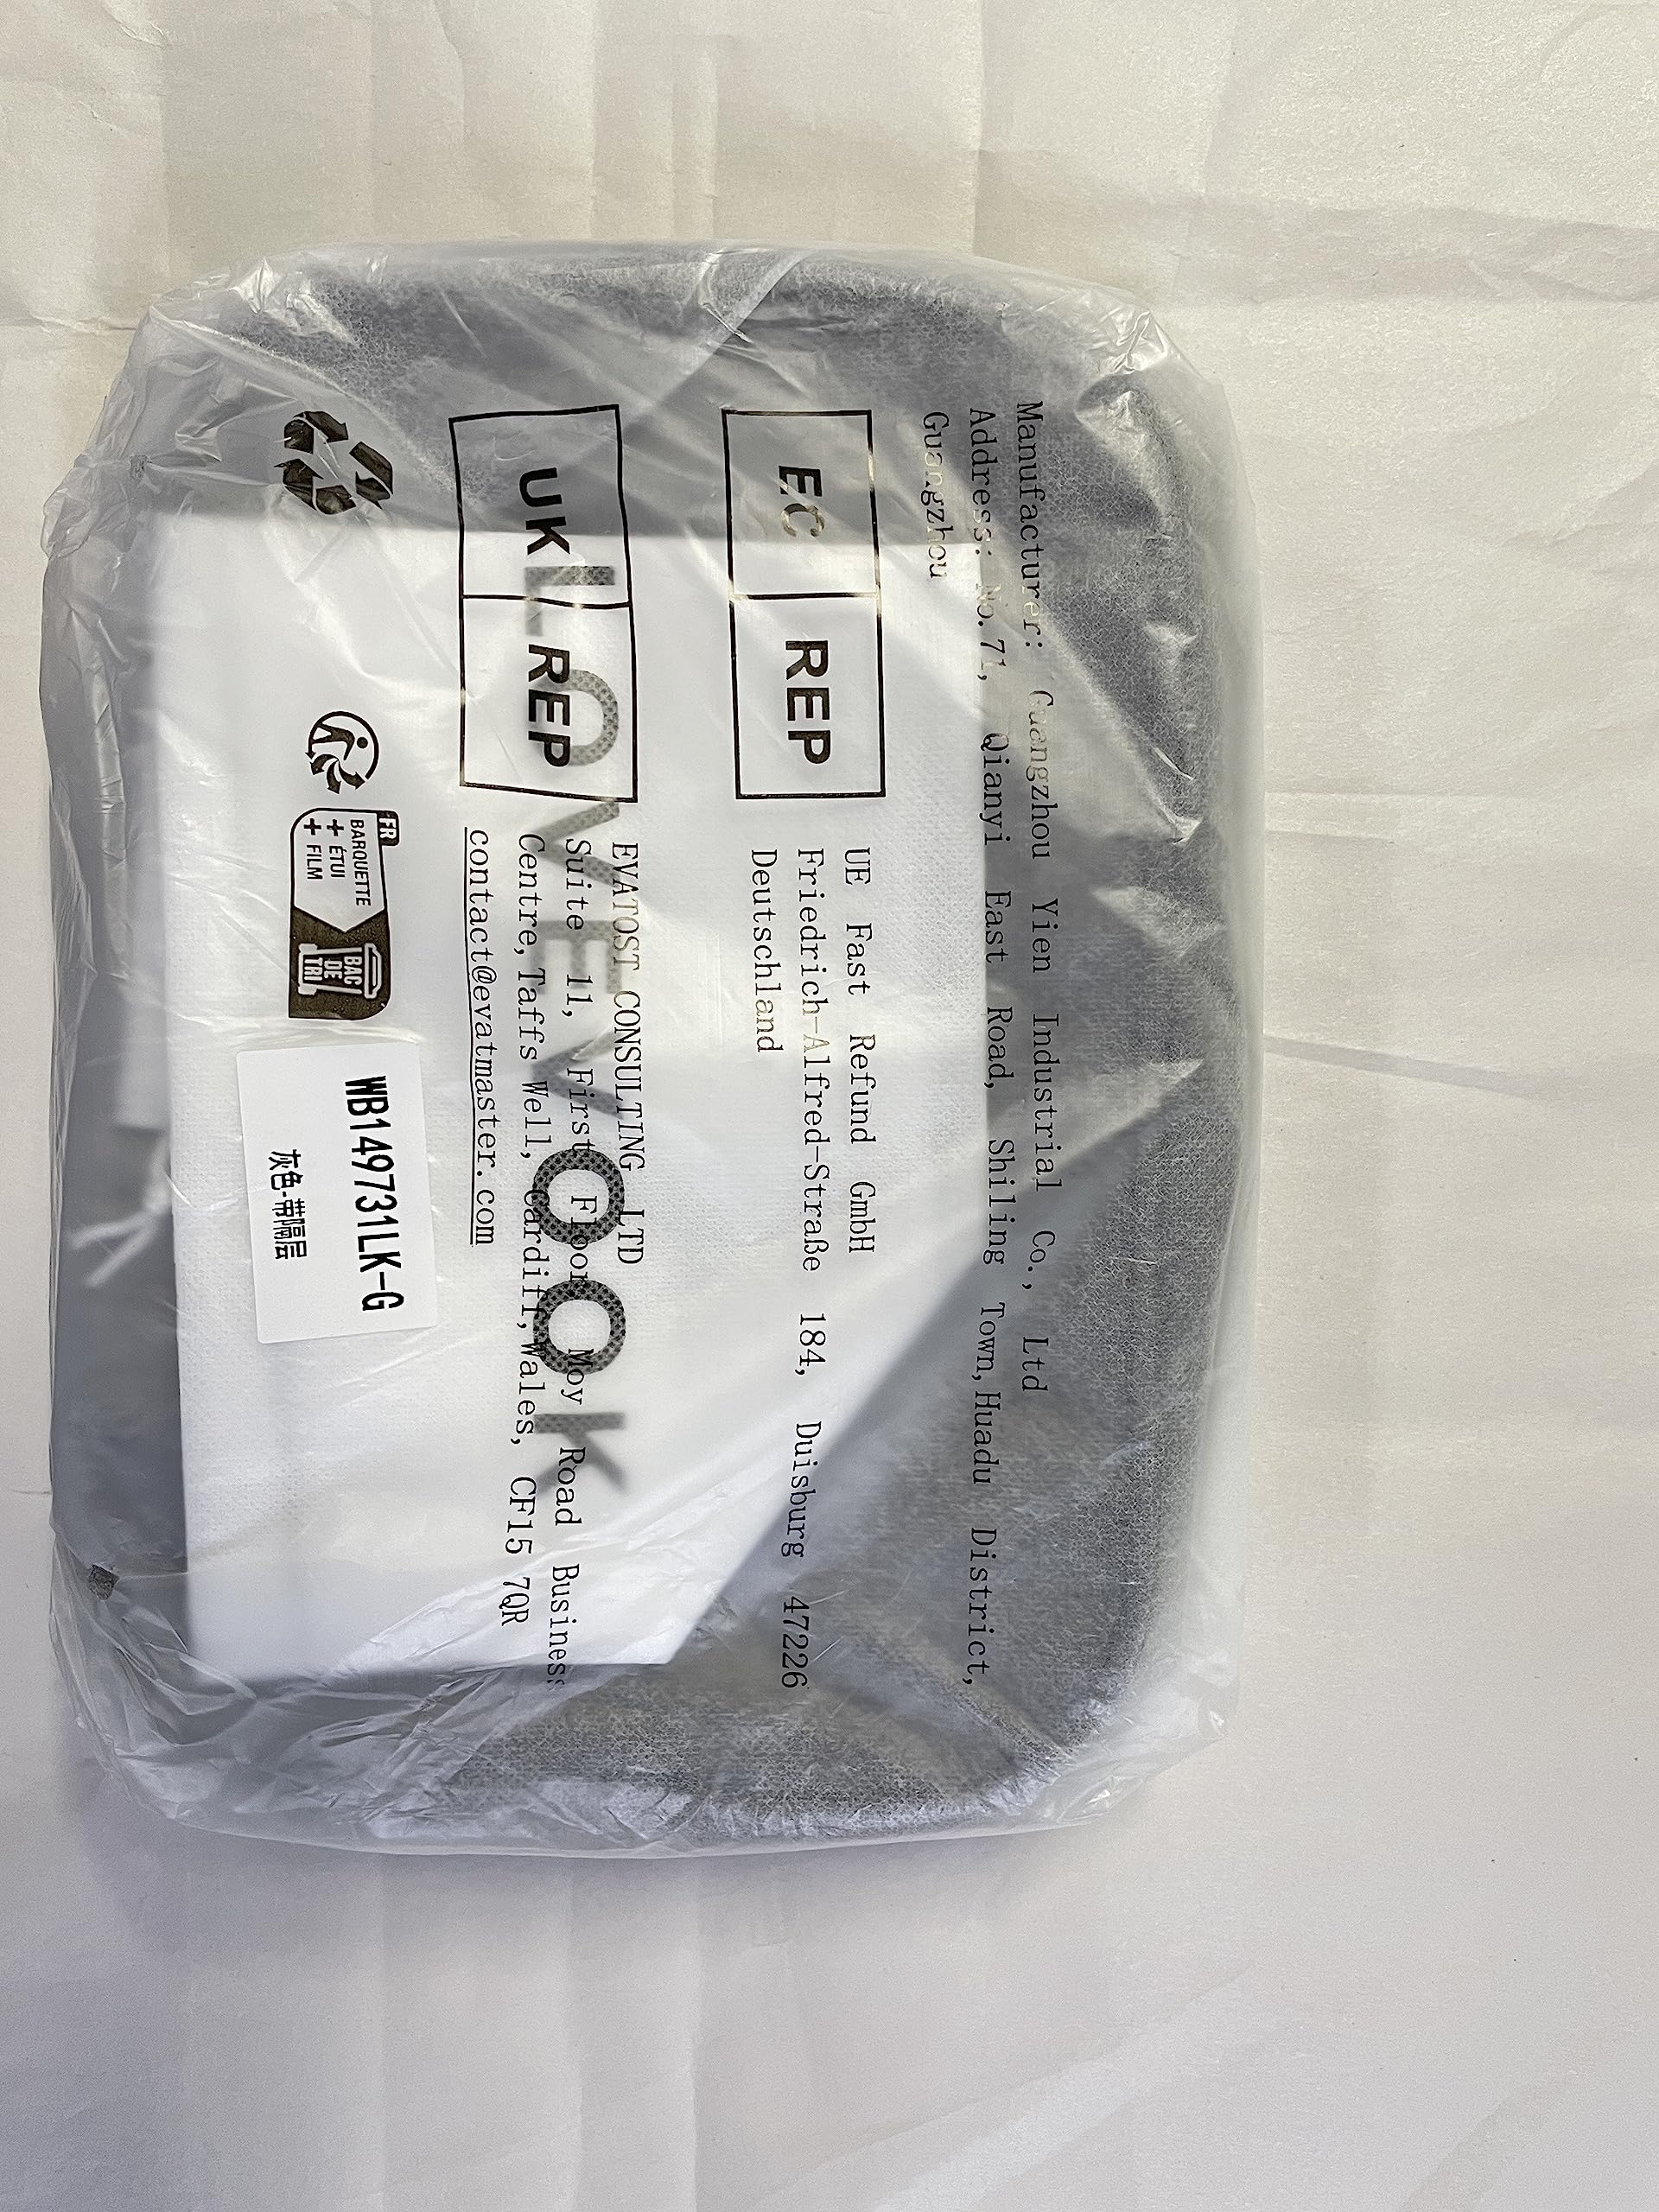 Manufacturer: Guangzhou Yien Industrial Co., Ltd
Address: No.71, Qianyi East Road, Shiling Town,Huadu District,
Guangzhou
EC REP
UE Fast Refund GmbH
Friedrich-Alfred-Straße 184, Duisburg 47226
Deutschland
UK REP
EVATOST CONSULTING LTD
Suite 11, First Floor Moy Road Business
Centre,Taffs Well, Cardiff,Wales, CF15 7QR
contact@evatmaster.com
LOVEVOOK
FR
BARQUETTE
+ ÉTUI
+ FILM
BAC
DE
TRI
WB149731LK-G
灰色-带隔层